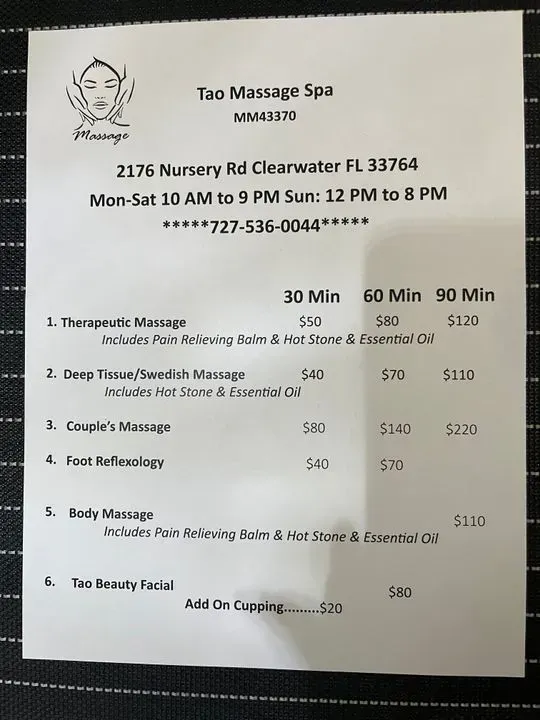 Massage
Tao Massage Spa
MM43370
2176 Nursery Rd Clearwater FL 33764
Mon-Sat 10 AM to 9 PM Sun: 12 PM to 8 PM
*****727-536-0044*****
30 Min 60 Min 90 Min
1. Therapeutic Massage $50 $80 $120
Includes Pain Relieving Balm & Hot Stone & Essential Oil
2. Deep Tissue/Swedish Massage $40 $70 $110
Includes Hot Stone & Essential Oil
3. Couple's Massage $80 $140 $220
4. Foot Reflexology $40 $70
5. Body Massage $110
Includes Pain Relieving Balm & Hot Stone & Essential Oil
6. Tao Beauty Facial $80
Add On Cupping.........$20